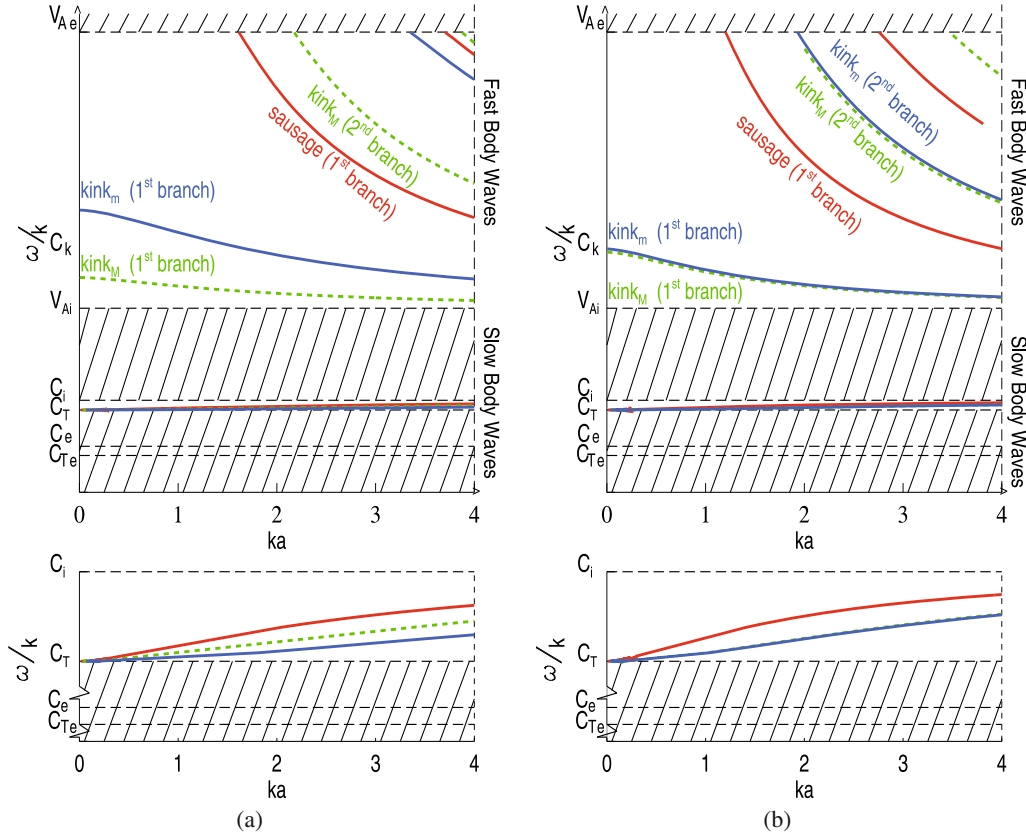 V_Ae
ω/k
C_k
V_Ai
C_i
C_T
C_e
C_Te
kink_m (1^st branch)
kink_M (1^st branch)
sausage (1^st branch)
kink_M (2^nd branch)
Fast Body Waves
Slow Body Waves
0 1 2 3 4
ka
C_i
ω/k
C_T
C_e
C_Te
0 1 2 3 4
ka
(a)
V_Ae
ω/k
C_k
V_Ai
C_i
C_T
C_e
C_Te
kink_m (1^st branch)
kink_M (1^st branch)
sausage (1^st branch)
kink_M (2^nd branch)
kink_m (2^nd branch)
Fast Body Waves
Slow Body Waves
0 1 2 3 4
ka
C_i
ω/k
C_T
C_e
C_Te
0 1 2 3 4
ka
(b)